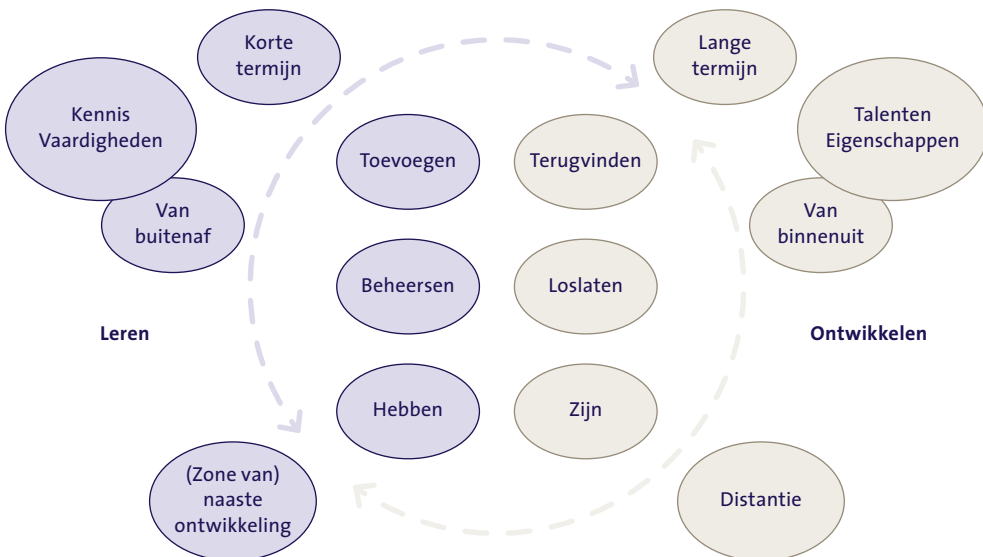 Korte
termijn
Lange
termijn
Kennis
Vaardigheden
Talenten
Eigenschappen
Toevoegen
Terugvinden
Van
buitenaf
Van
binnenuit
Beheersen
Loslaten
Leren
Ontwikkelen
Hebben
Zijn
(Zone van)
naaste
ontwikkeling
Distantie